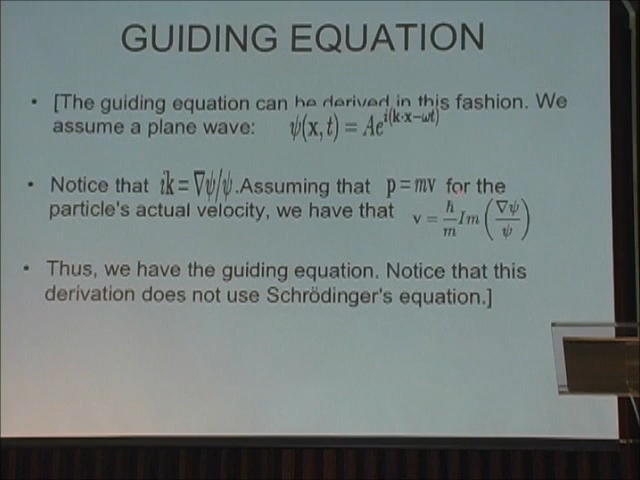 GUIDING EQUATION
• [The guiding equation can be derived in this fashion. We
assume a plane wave: ψ(x,t) = Ae^{i(k·x−ωt)}
• Notice that ik = ∇ψ/ψ .Assuming that p = mv for the
particle's actual velocity, we have that v = ħ/m Im (∇ψ/ψ)
• Thus, we have the guiding equation. Notice that this
derivation does not use Schrödinger's equation.]